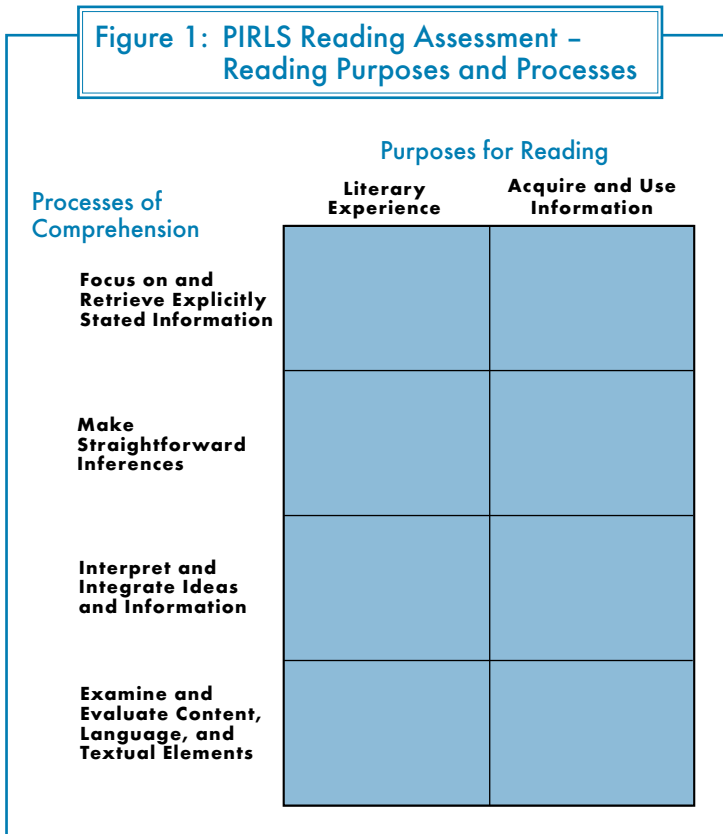 Figure 1: PIRLS Reading Assessment –
Reading Purposes and Processes
Purposes for Reading
Processes of
Comprehension
Literary
Experience
Acquire and Use
Information
Focus on and
Retrieve Explicitly
Stated Information
Make
Straightforward
Inferences
Interpret and
Integrate Ideas
and Information
Examine and
Evaluate Content,
Language, and
Textual Elements